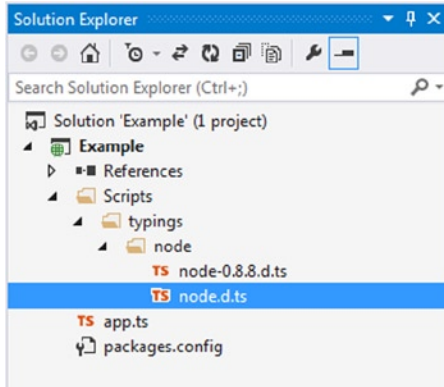 Solution Explorer
Search Solution Explorer (Ctrl+;)
Solution 'Example' (1 project)
Example
References
Scripts
typings
node
TS node-0.8.8.d.ts
TS node.d.ts
TS app.ts
packages.config